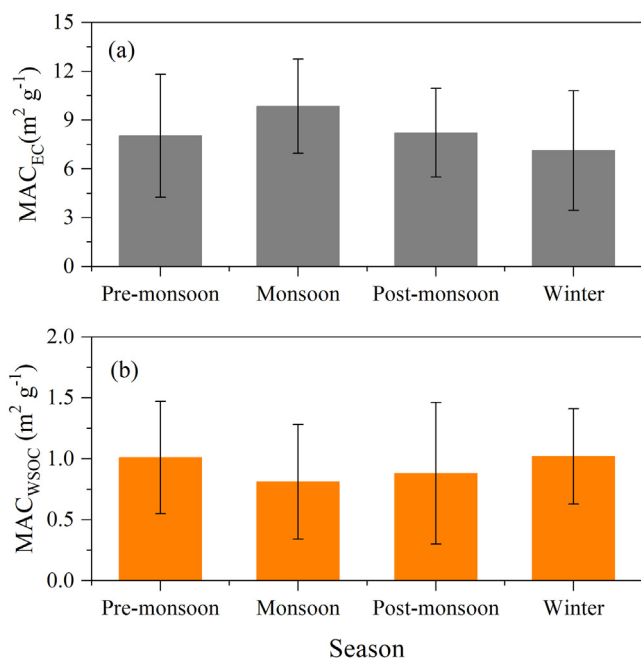 15
(a)
12
9
6
3
0
MAC_EC(m² g⁻¹)
Pre-monsoon Monsoon Post-monsoon Winter
2.0
(b)
1.5
1.0
0.5
0.0
MAC_WSOC (m² g⁻¹)
Pre-monsoon Monsoon Post-monsoon Winter
Season